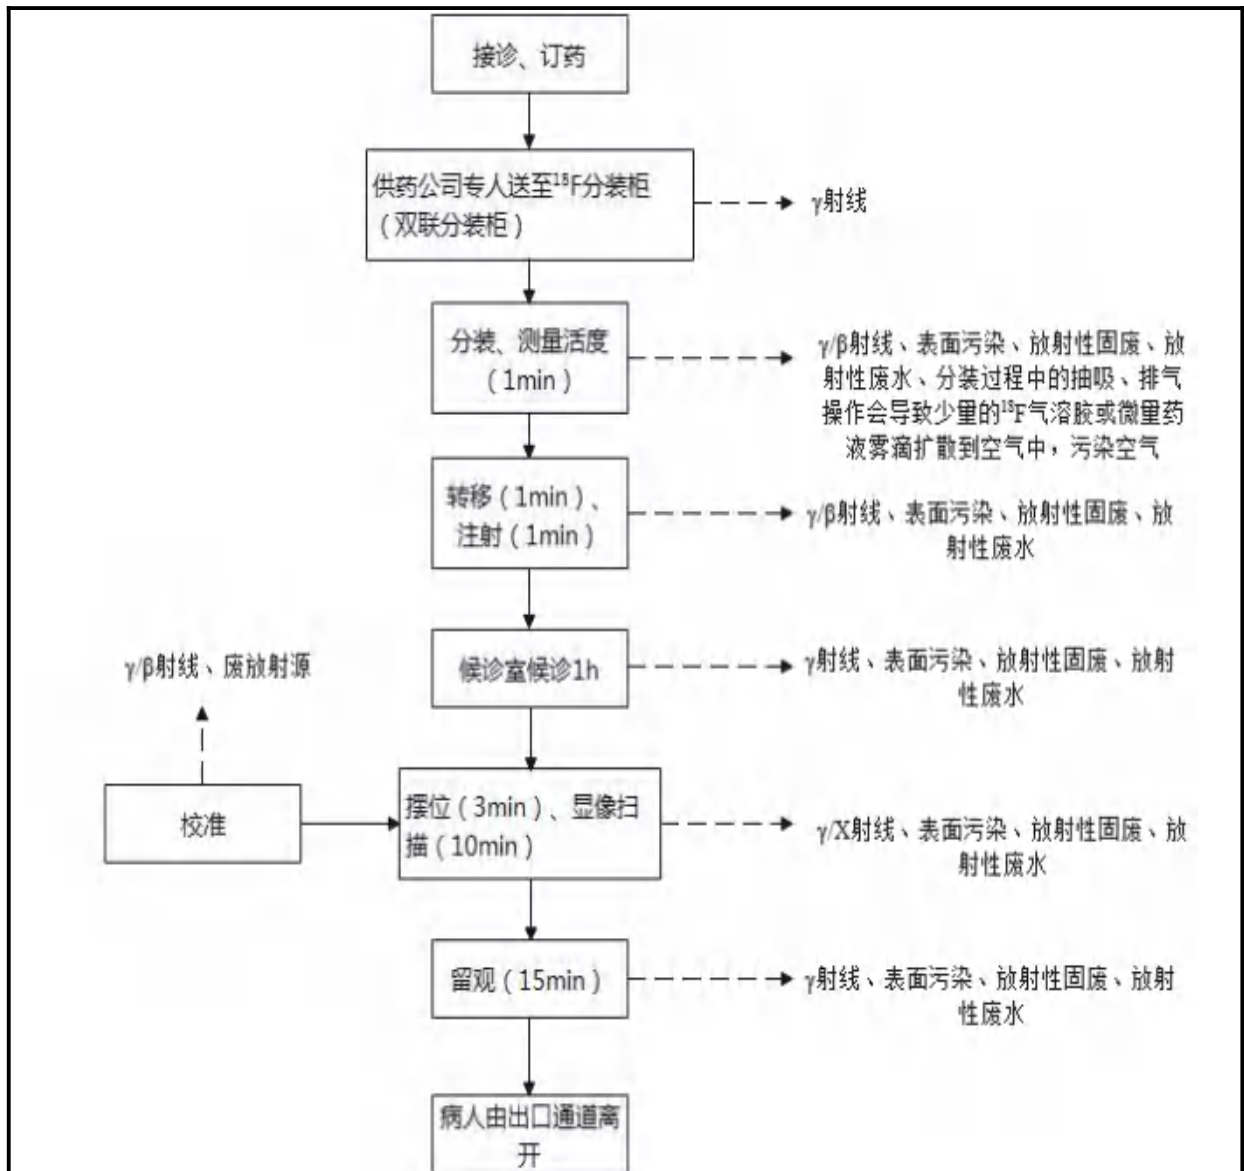 接诊、订药
供药公司专人送至¹⁸F分装柜
（双联分装柜）
γ射线
分装、测量活度
（1min）
γ/β射线、表面污染、放射性固废、放
射性废水、分装过程中的抽吸、排气
操作会导致少量的¹⁸F气溶胶或微量药
液雾滴扩散到空气中，污染空气
转移（1min）、
注射（1min）
γ/β射线、表面污染、放射性固废、放
射性废水
候诊室候诊1h
γ射线、表面污染、放射性固废、放射
性废水
γ/β射线、废放射源
校准
摆位（3min）、显像扫
描（10min）
γ/X射线、表面污染、放射性固废、放
射性废水
留观（15min）
γ射线、表面污染、放射性固废、放射
性废水
病人由出口通道离
开